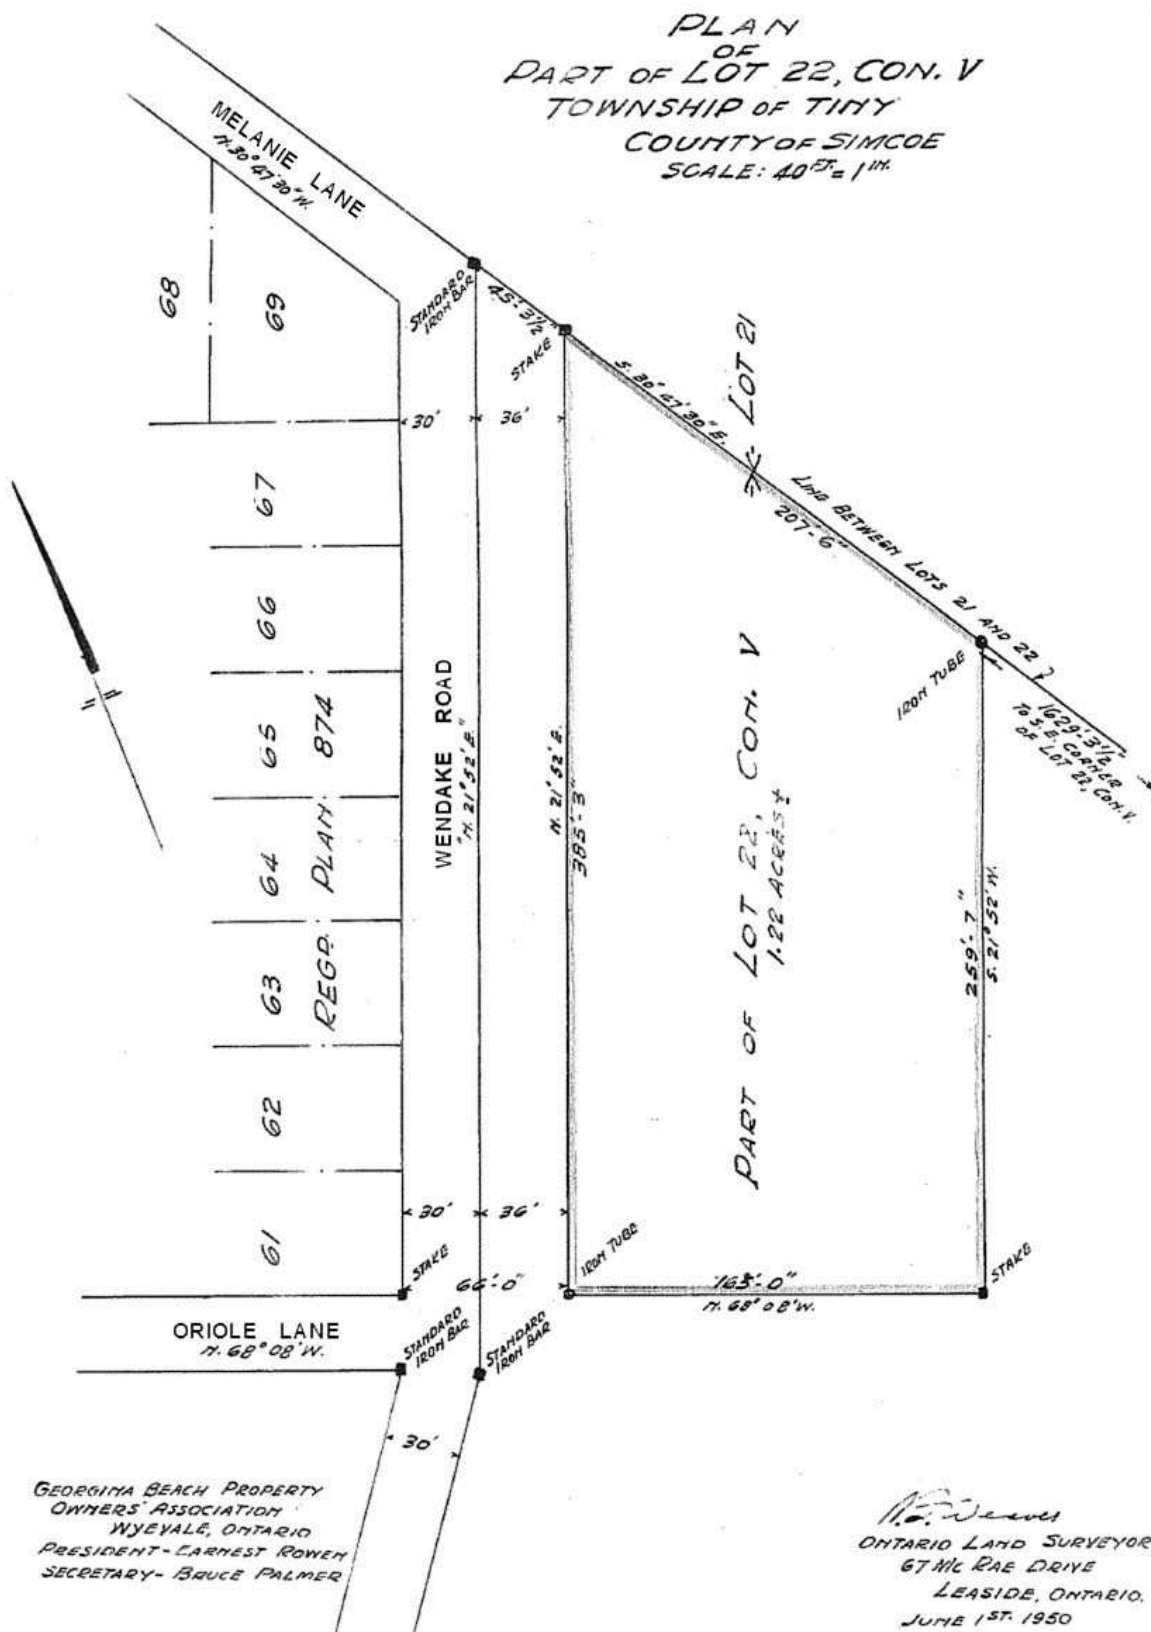 PLAN
OF
PART OF LOT 22, CON. V
TOWNSHIP OF TINY
COUNTY OF SIMCOE
SCALE: 40 FT. = 1 IN.
MELANIE LANE
N. 30° 47' 30" W.
68
69
STANDARD
IRON BAR
45'-3½"
STAKE
30'
36'
S. 30° 47' 30" E.
LOT 21
207'-6"
LINE BETWEEN LOTS 21 AND 22
IRON TUBE
1629'-3½"
TO S.E. CORNER
OF LOT 22, CON. V.
67
66
65
64
63
62
61
REGD. PLAN 874
WENDAKE ROAD
N. 21° 52' E."
N. 21° 52' E.
385'-3"
PART OF LOT 22, CON. V
1.22 ACRES ±
259'-7"
S. 21° 52' W.
30'
36'
STAKE
66'-0"
IRON TUBE
165'-0"
N. 68° 08' W.
STAKE
ORIOLE LANE
N. 68° 08' W.
STANDARD
IRON BAR
STANDARD
IRON BAR
30'
GEORGINA BEACH PROPERTY
OWNERS' ASSOCIATION
WYEVALE, ONTARIO
PRESIDENT - EARNEST ROWEN
SECRETARY - BRUCE PALMER
Weaver
ONTARIO LAND SURVEYOR
67 McRAE DRIVE
LEASIDE, ONTARIO.
JUNE 1ST. 1950